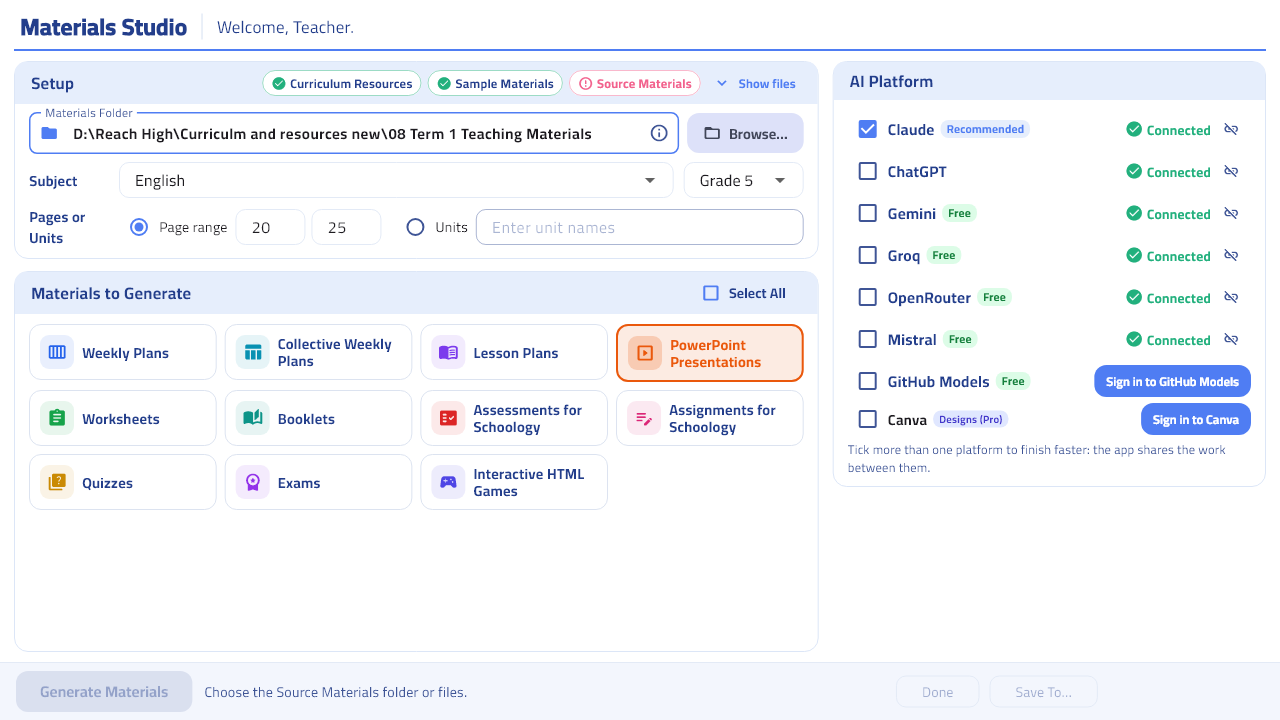 Materials Studio
Welcome, Teacher.
Setup
Curriculum Resources
Sample Materials
Source Materials
Show files
Materials Folder
D:\Reach High\Curriculm and resources new\08 Term 1 Teaching Materials
Browse...
Subject
English
Grade 5
Pages or
Units
Page range
20
25
Units
Enter unit names
Materials to Generate
Select All
Weekly Plans
Collective Weekly
Plans
Lesson Plans
PowerPoint
Presentations
Worksheets
Booklets
Assessments for
Schoology
Assignments for
Schoology
Quizzes
Exams
Interactive HTML
Games
AI Platform
Claude Recommended Connected
ChatGPT Connected
Gemini Free Connected
Groq Free Connected
OpenRouter Free Connected
Mistral Free Connected
GitHub Models Free Sign in to GitHub Models
Canva Designs (Pro) Sign in to Canva
Tick more than one platform to finish faster: the app shares the work
between them.
Generate Materials
Choose the Source Materials folder or files.
Done
Save To...